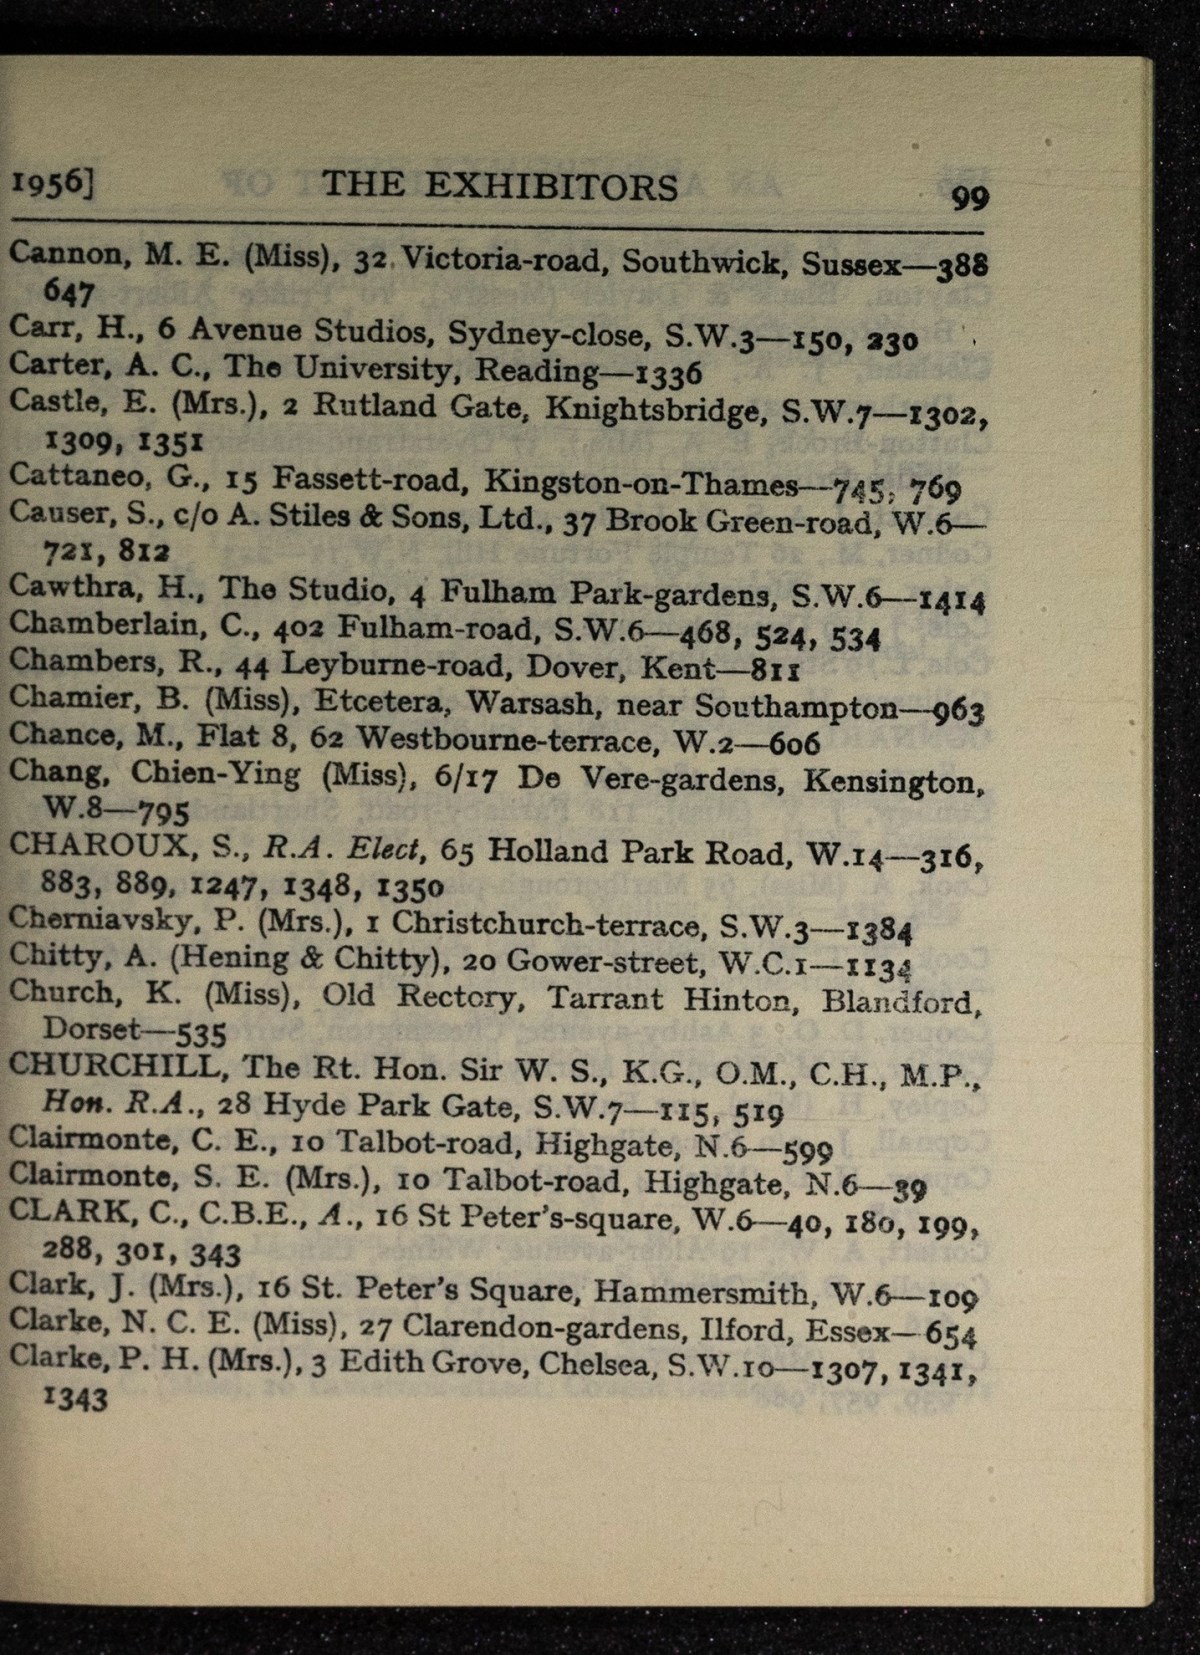 1956] THE EXHIBITORS 99
Cannon, M. E. (Miss), 32 Victoria-road, Southwick, Sussex—388
647
Carr, H., 6 Avenue Studios, Sydney-close, S.W.3—150, 230
Carter, A. C., The University, Reading—1336
Castle, E. (Mrs.), 2 Rutland Gate, Knightsbridge, S.W.7—1302,
1309, 1351
Cattaneo, G., 15 Fassett-road, Kingston-on-Thames—745, 769
Causer, S., c/o A. Stiles & Sons, Ltd., 37 Brook Green-road, W.6—
721, 812
Cawthra, H., The Studio, 4 Fulham Park-gardens, S.W.6—1414
Chamberlain, C., 402 Fulham-road, S.W.6—468, 524, 534
Chambers, R., 44 Leyburne-road, Dover, Kent—811
Chamier, B. (Miss), Etcetera, Warsash, near Southampton—963
Chance, M., Flat 8, 62 Westbourne-terrace, W.2—606
Chang, Chien-Ying (Miss), 6/17 De Vere-gardens, Kensington,
W.8—795
CHAROUX, S., R.A. Elect, 65 Holland Park Road, W.14—316,
883, 889, 1247, 1348, 1350
Cherniavsky, P. (Mrs.), 1 Christchurch-terrace, S.W.3—1384
Chitty, A. (Hening & Chitty), 20 Gower-street, W.C.1—1134
Church, K. (Miss), Old Rectory, Tarrant Hinton, Blandford,
Dorset—535
CHURCHILL, The Rt. Hon. Sir W. S., K.G., O.M., C.H., M.P.,
Hon. R.A., 28 Hyde Park Gate, S.W.7—115, 519
Clairmonte, C. E., 10 Talbot-road, Highgate, N.6—599
Clairmonte, S. E. (Mrs.), 10 Talbot-road, Highgate, N.6—39
CLARK, C., C.B.E., A., 16 St Peter's-square, W.6—40, 180, 199,
288, 301, 343
Clark, J. (Mrs.), 16 St. Peter's Square, Hammersmith, W.6—109
Clarke, N. C. E. (Miss), 27 Clarendon-gardens, Ilford, Essex—654
Clarke, P. H. (Mrs.), 3 Edith Grove, Chelsea, S.W.10—1307, 1341,
1343